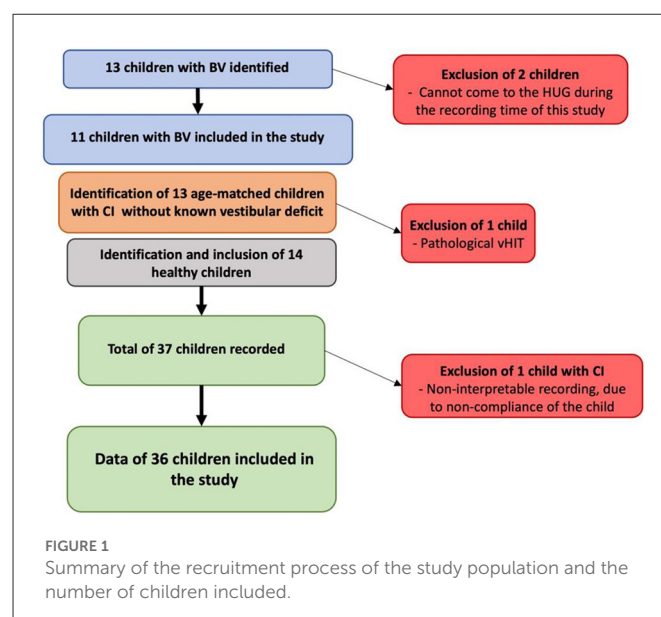 13 children with BV identified
Exclusion of 2 children
- Cannot come to the HUG during
the recording time of this study
11 children with BV included in the study
Identification of 13 age-matched children
with CI without known vestibular deficit
Exclusion of 1 child
- Pathological vHIT
Identification and inclusion of 14
healthy children
Total of 37 children recorded
Exclusion of 1 child with CI
- Non-interpretable recording, due
to non-compliance of the child
Data of 36 children included in
the study
FIGURE 1
Summary of the recruitment process of the study population and the
number of children included.